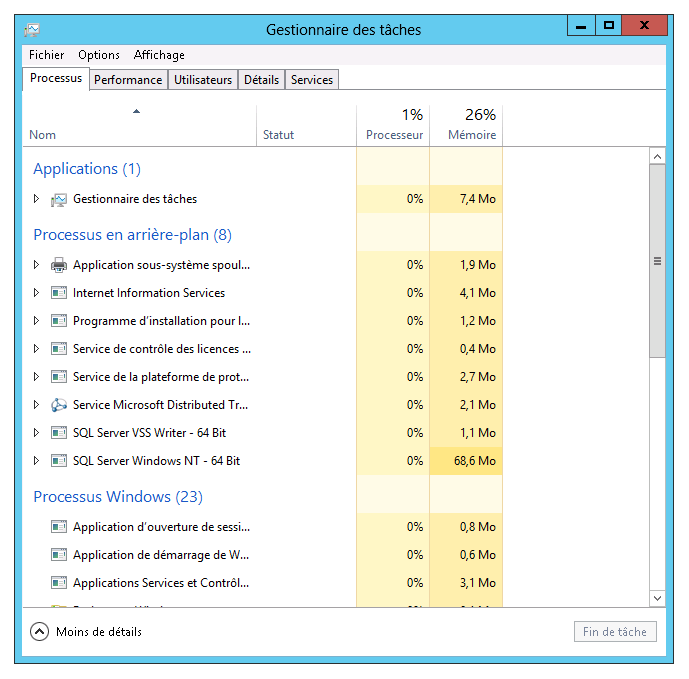 Gestionnaire des tâches
Fichier Options Affichage
Processus Performance Utilisateurs Détails Services
1% 26%
Nom Statut Processeur Mémoire
Applications (1)
Gestionnaire des tâches 0% 7,4 Mo
Processus en arrière-plan (8)
Application sous-système spoul... 0% 1,9 Mo
Internet Information Services 0% 4,1 Mo
Programme d'installation pour l... 0% 1,2 Mo
Service de contrôle des licences ... 0% 0,4 Mo
Service de la plateforme de prot... 0% 2,7 Mo
Service Microsoft Distributed Tr... 0% 2,1 Mo
SQL Server VSS Writer - 64 Bit 0% 1,1 Mo
SQL Server Windows NT - 64 Bit 0% 68,6 Mo
Processus Windows (23)
Application d'ouverture de sessi... 0% 0,8 Mo
Application de démarrage de W... 0% 0,6 Mo
Applications Services et Contrôl... 0% 3,1 Mo
Moins de détails Fin de tâche